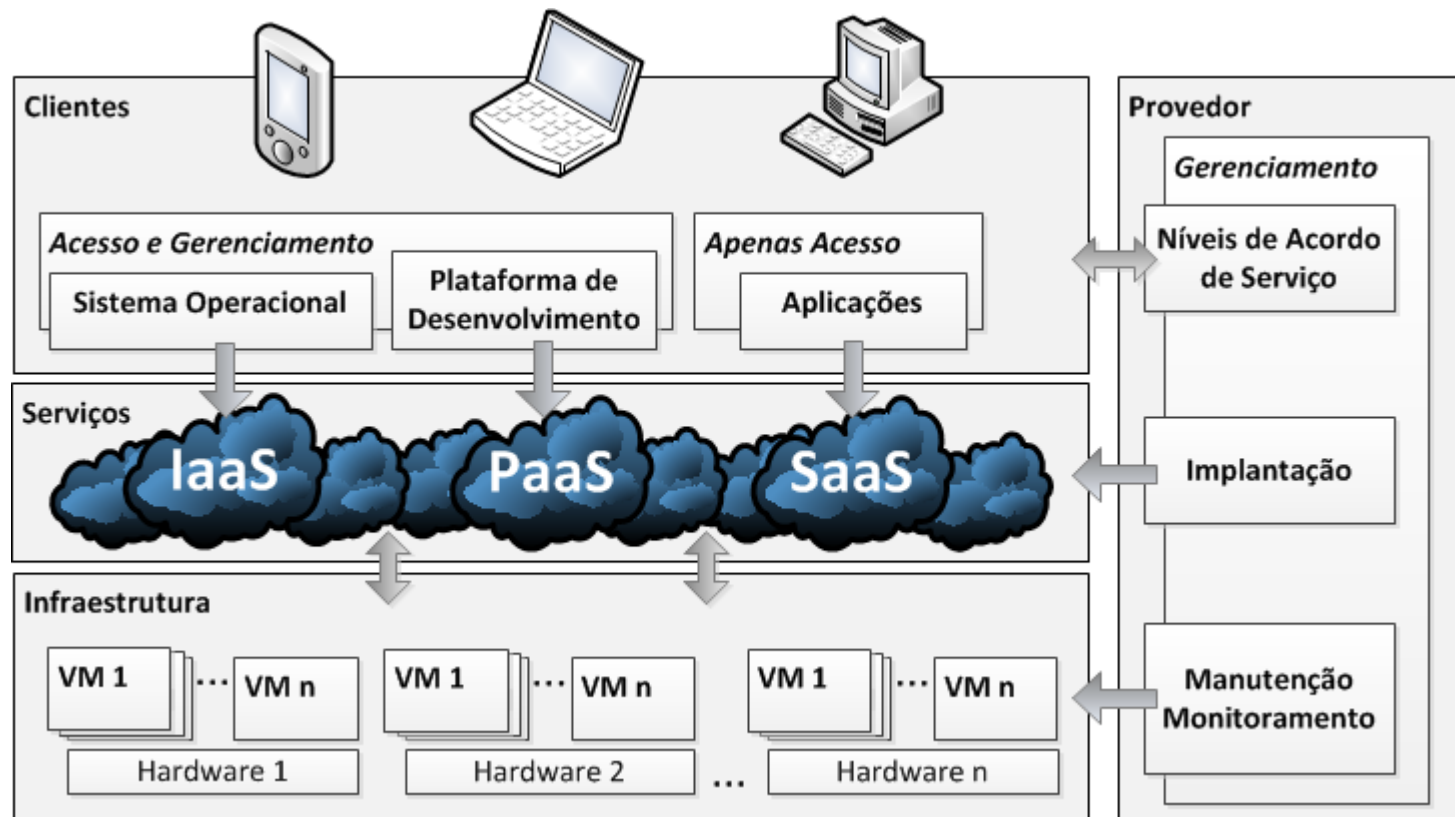 Clientes
Acesso e Gerenciamento
Sistema Operacional
Plataforma de
Desenvolvimento
Apenas Acesso
Aplicações
Serviços
IaaS
PaaS
SaaS
Infraestrutura
VM 1
...
VM n
Hardware 1
VM 1
...
VM n
Hardware 2
...
VM 1
...
VM n
Hardware n
Provedor
Gerenciamento
Níveis de Acordo
de Serviço
Implantação
Manutenção
Monitoramento